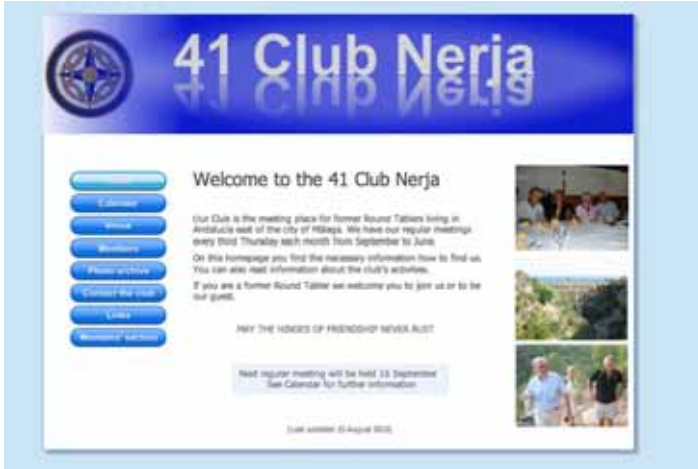 41 Club Nerja
Calendar
Venue
Members
Photo archive
Contact the club
Links
Members' section
Welcome to the 41 Club Nerja
Our Club is the meeting place for former Round Tablers living in
Andalucia east of the city of Málaga. We have our regular meetings
every third Thursday each month from September to June.
On this homepage you find the necessary information how to find us.
You can also read information about the club's activities.
If you are a former Round Tabler we welcome you to join us or to be
our guest.
MAY THE HINGES OF FRIENDSHIP NEVER RUST
Next regular meeting will be held 16 September
See Calendar for further information
August 2010